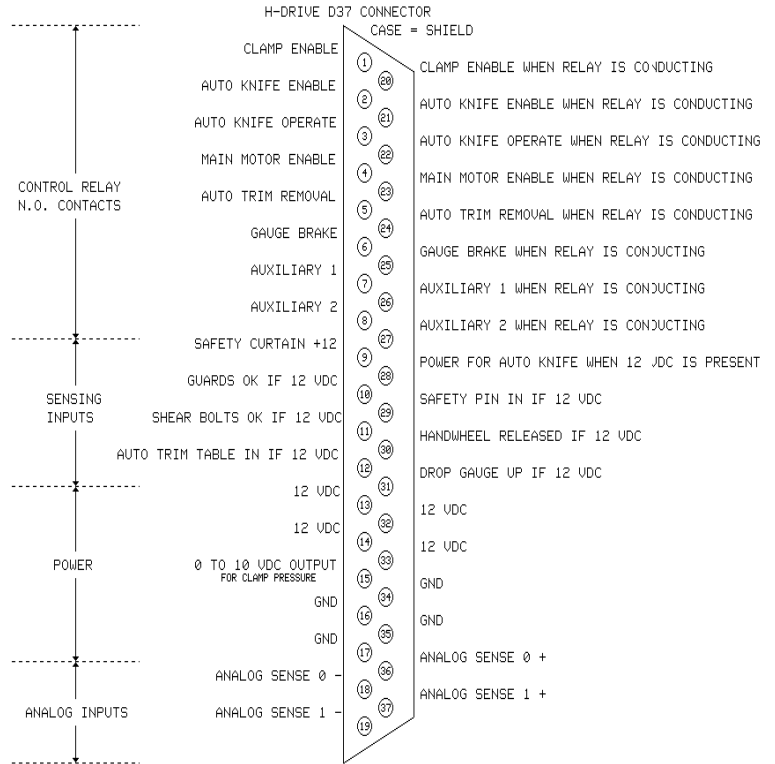 H-DRIVE D37 CONNECTOR
CASE = SHIELD
CLAMP ENABLE
1
CLAMP ENABLE WHEN RELAY IS CONDUCTING
20
AUTO KNIFE ENABLE
2
AUTO KNIFE ENABLE WHEN RELAY IS CONDUCTING
21
AUTO KNIFE OPERATE
3
AUTO KNIFE OPERATE WHEN RELAY IS CONDUCTING
22
MAIN MOTOR ENABLE
4
MAIN MOTOR ENABLE WHEN RELAY IS CONDUCTING
23
CONTROL RELAY
N.O. CONTACTS
AUTO TRIM REMOVAL
5
AUTO TRIM REMOVAL WHEN RELAY IS CONDUCTING
24
GAUGE BRAKE
6
GAUGE BRAKE WHEN RELAY IS CONDUCTING
25
AUXILIARY 1
7
AUXILIARY 1 WHEN RELAY IS CONDUCTING
26
AUXILIARY 2
8
AUXILIARY 2 WHEN RELAY IS CONDUCTING
27
SAFETY CURTAIN +12
9
POWER FOR AUTO KNIFE WHEN 12 VDC IS PRESENT
28
SENSING
INPUTS
GUARDS OK IF 12 VDC
10
SAFETY PIN IN IF 12 VDC
29
SHEAR BOLTS OK IF 12 VDC
11
HANDWHEEL RELEASED IF 12 VDC
30
AUTO TRIM TABLE IN IF 12 VDC
12
DROP GAUGE UP IF 12 VDC
31
12 VDC
13
12 VDC
32
12 VDC
14
12 VDC
33
POWER
0 TO 10 VDC OUTPUT
FOR CLAMP PRESSURE
15
GND
34
GND
16
GND
35
GND
17
ANALOG SENSE 0 +
36
ANALOG SENSE 0 -
18
ANALOG SENSE 1 +
37
ANALOG INPUTS
ANALOG SENSE 1 -
19